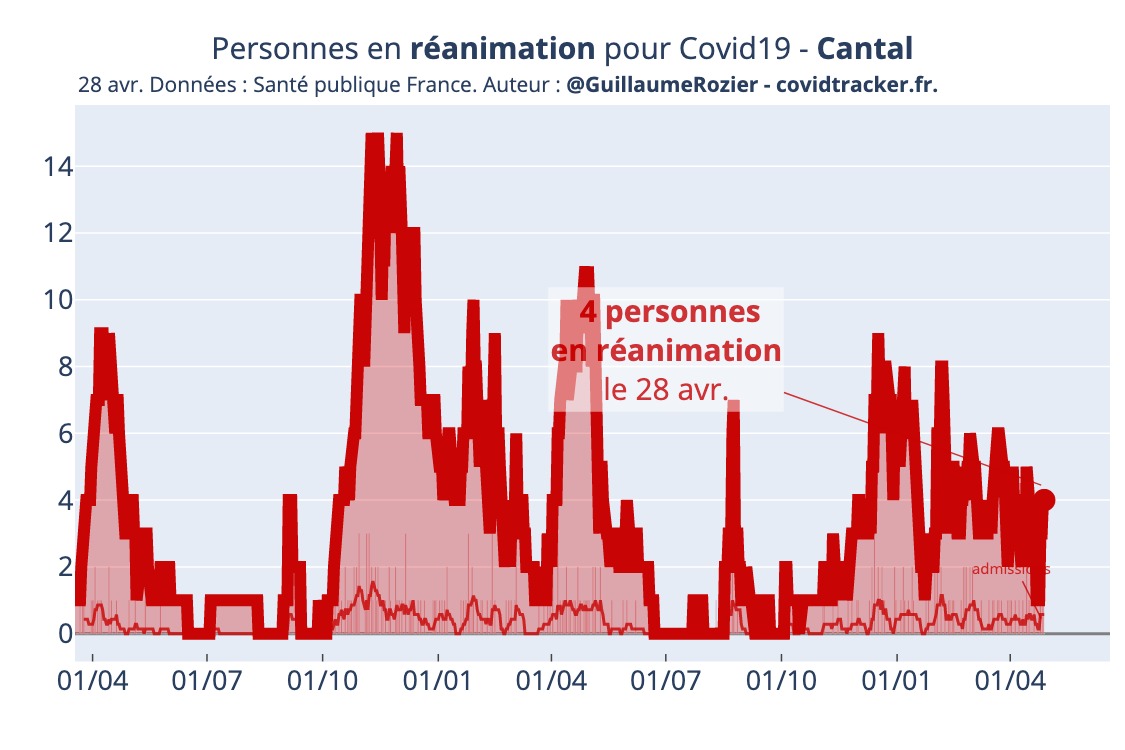 Personnes en réanimation pour Covid19 - Cantal
28 avr. Données : Santé publique France. Auteur : @GuillaumeRozier - covidtracker.fr.
14
12
10
8
6
4
2
0
4 personnes
en réanimation
le 28 avr.
admissions
01/04
01/07
01/10
01/01
01/04
01/07
01/10
01/01
01/04